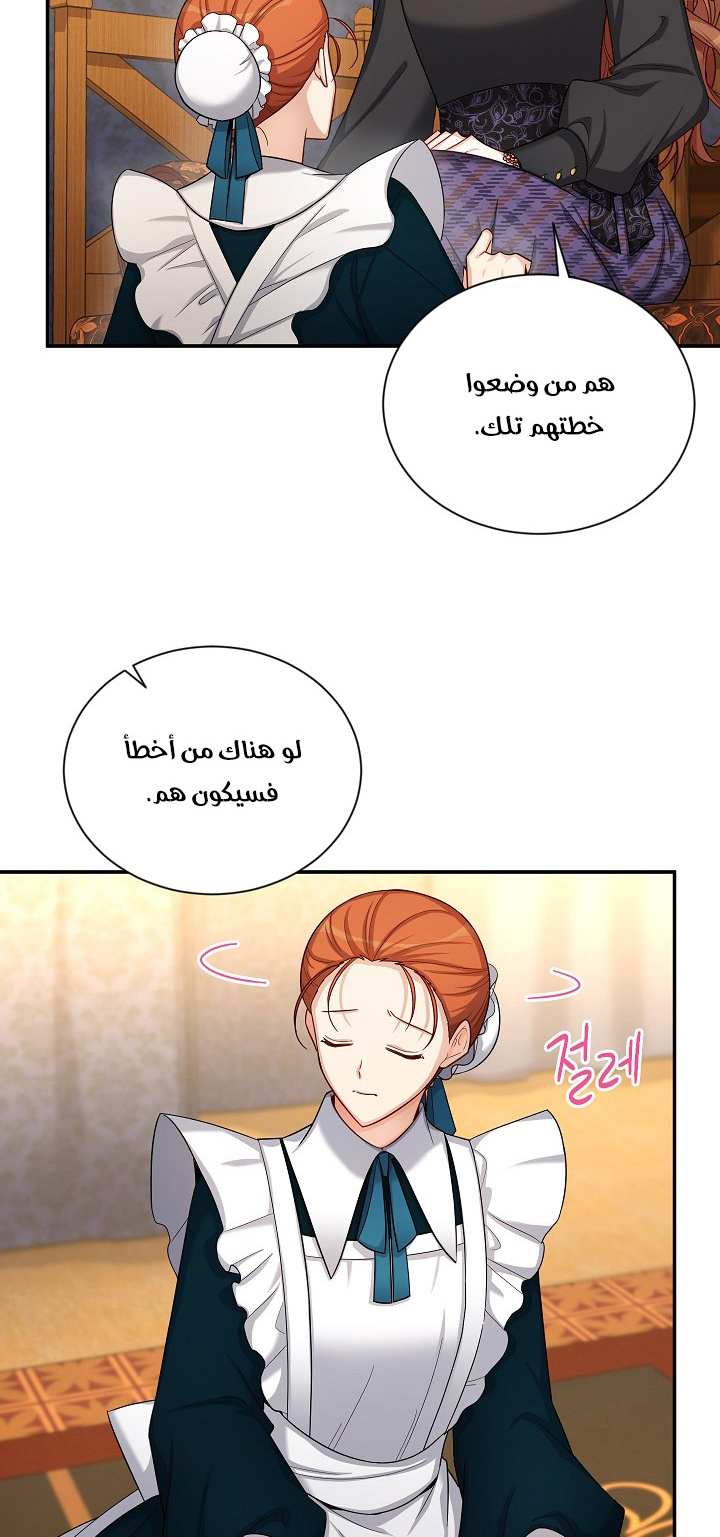 هم من وضعوا
خطتهم تلك.
لو هناك من أخطأ
فسيكون هم.
절레